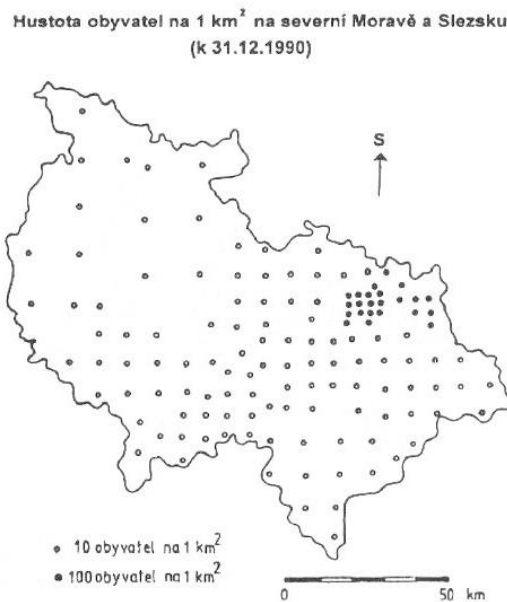 Hustota obyvatel na 1 km² na severní Moravě a Slezsku
(k 31.12.1990)
S
10 obyvatel na 1 km²
100 obyvatel na 1 km²
0 50 km